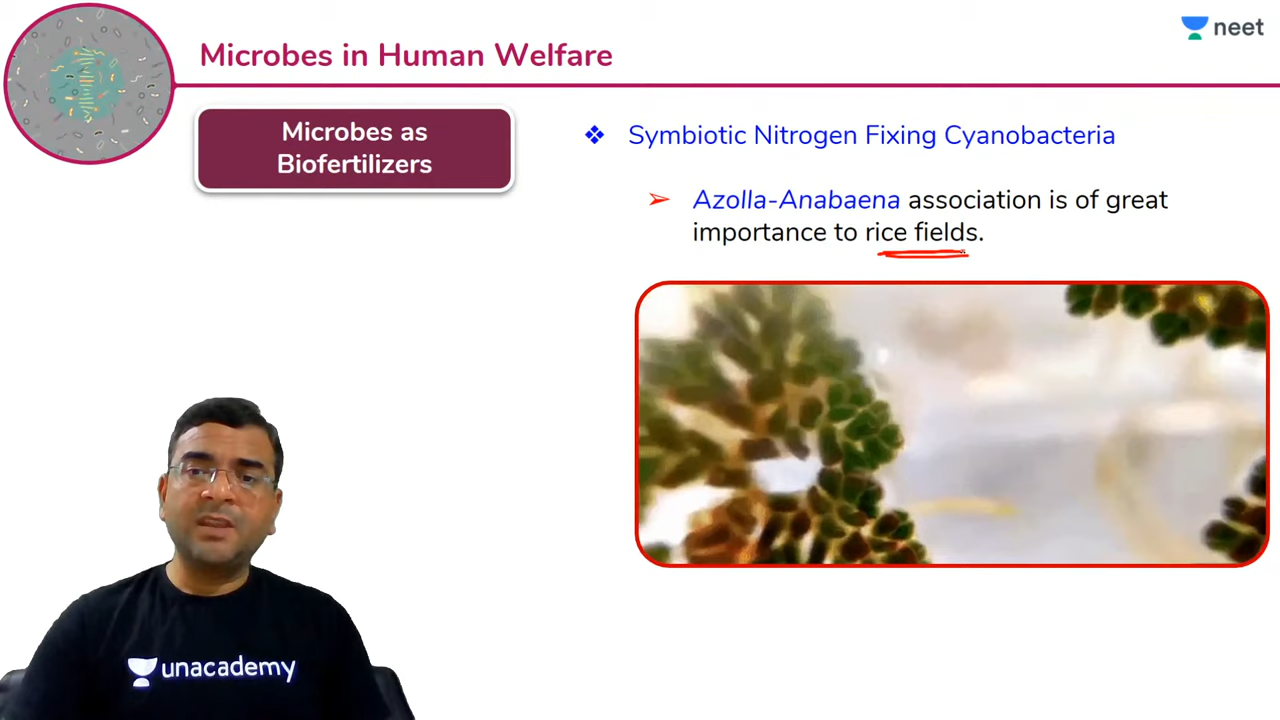 Microbes in Human Welfare
neet
Microbes as
Biofertilizers
❖ Symbiotic Nitrogen Fixing Cyanobacteria
➢ Azolla-Anabaena association is of great
importance to rice fields.
unacademy